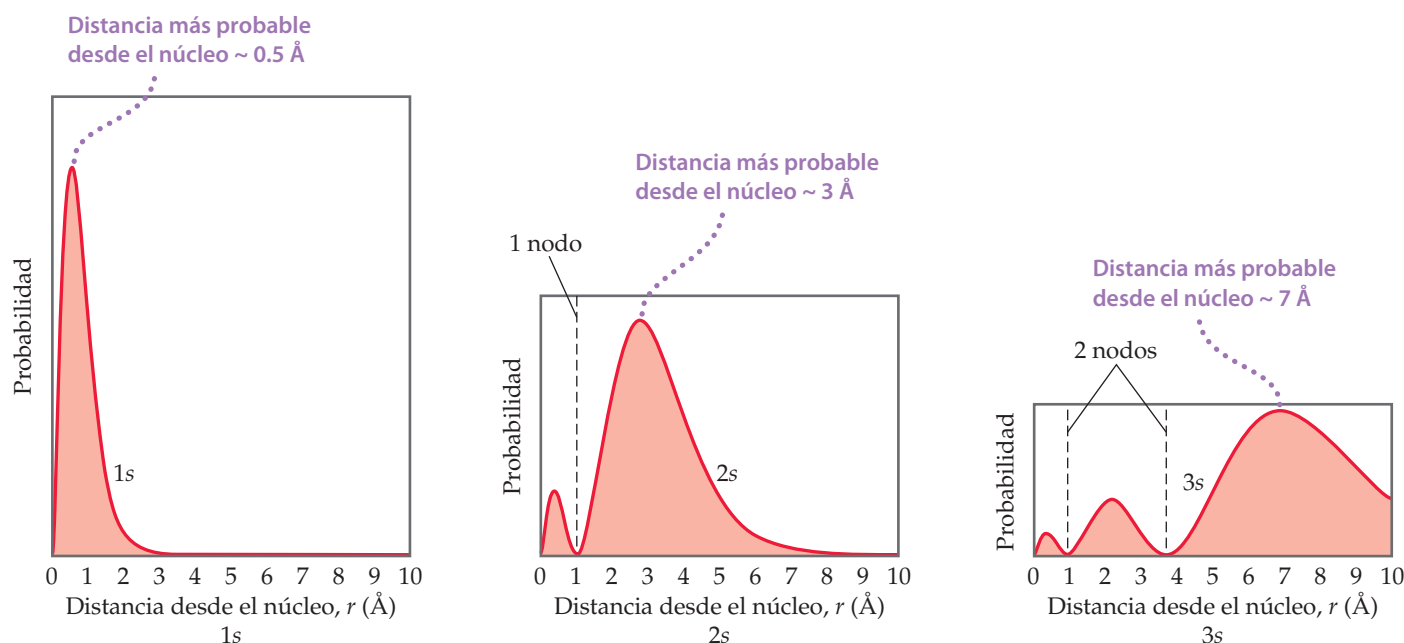 Distancia más probable
desde el núcleo ~ 0.5 Å
Probabilidad
1s
0 1 2 3 4 5 6 7 8 9 10
Distancia desde el núcleo, r (Å)
1s
Distancia más probable
desde el núcleo ~ 3 Å
1 nodo
Probabilidad
2s
0 1 2 3 4 5 6 7 8 9 10
Distancia desde el núcleo, r (Å)
2s
Distancia más probable
desde el núcleo ~ 7 Å
2 nodos
Probabilidad
3s
0 1 2 3 4 5 6 7 8 9 10
Distancia desde el núcleo, r (Å)
3s